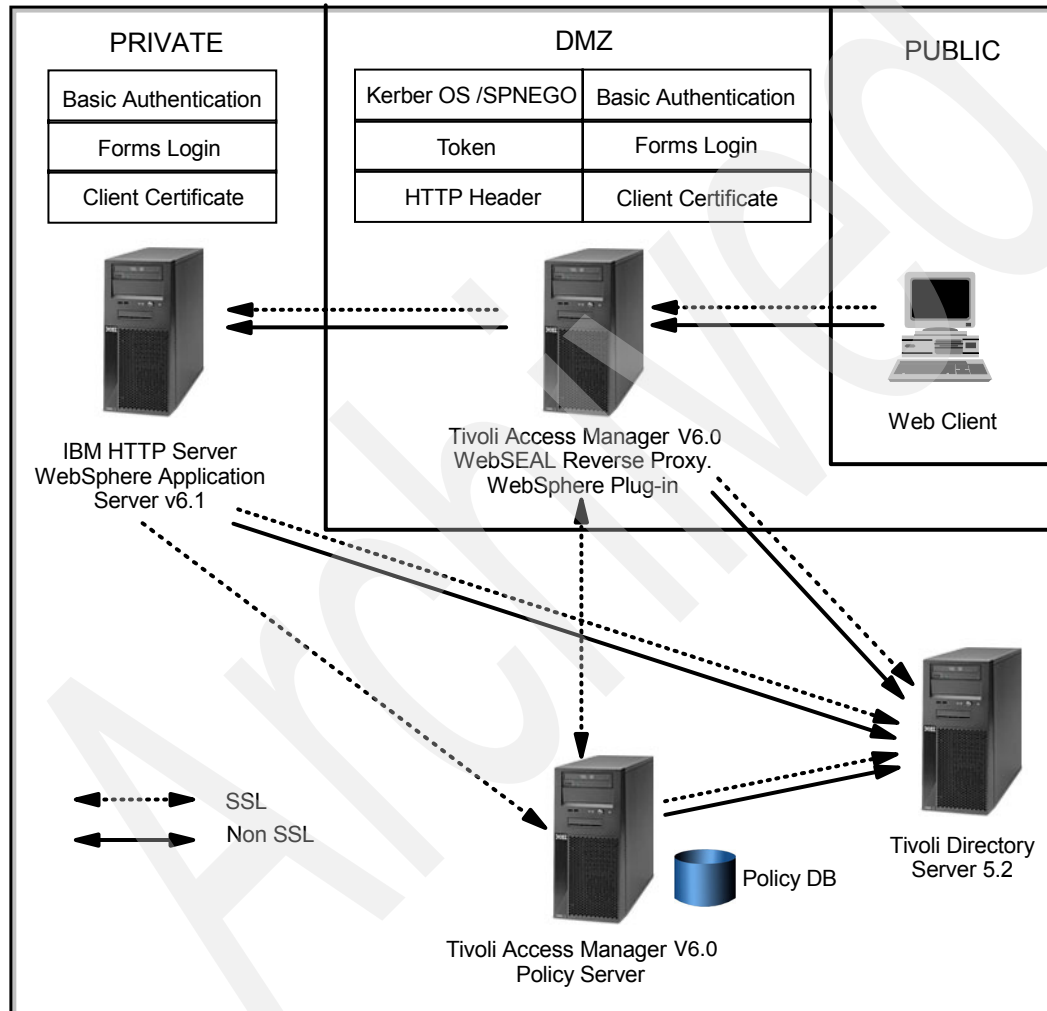 PRIVATE
DMZ
PUBLIC
Basic Authentication
Forms Login
Client Certificate
Kerber OS /SPNEGO
Basic Authentication
Token
Forms Login
HTTP Header
Client Certificate
Web Client
IBM HTTP Server
WebSphere Application
Server v6.1
Tivoli Access Manager V6.0
WebSEAL Reverse Proxy.
WebSphere Plug-in
SSL
Non SSL
Policy DB
Tivoli Access Manager V6.0
Policy Server
Tivoli Directory
Server 5.2
Archived